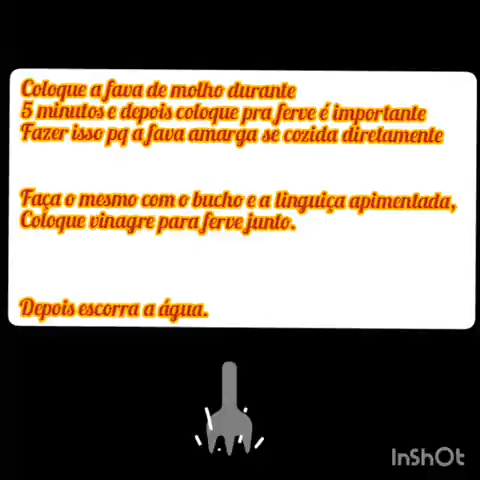 Coloque a fava de molho durante
5 minutos e depois coloque pra ferve é importante
Fazer isso pq a fava amarga se cozida diretamente
Faça o mesmo com o bucho e a linguiça apimentada,
Coloque vinagre para ferve junto.
Depois escorra a água.
InShOt